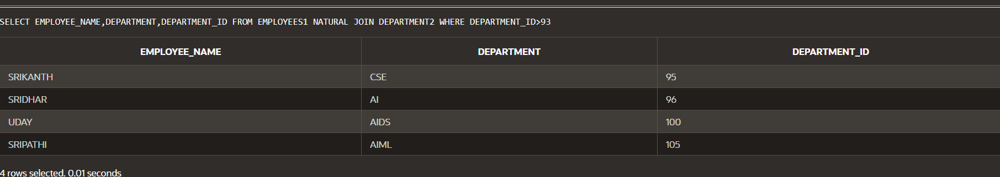 SELECT EMPLOYEE_NAME,DEPARTMENT,DEPARTMENT_ID FROM EMPLOYEES1 NATURAL JOIN DEPARTMENT2 WHERE DEPARTMENT_ID>93
EMPLOYEE_NAME DEPARTMENT DEPARTMENT_ID
SRIKANTH CSE 95
SRIDHAR AI 96
UDAY AIDS 100
SRIPATHI AIML 105
4 rows selected. 0.01 seconds